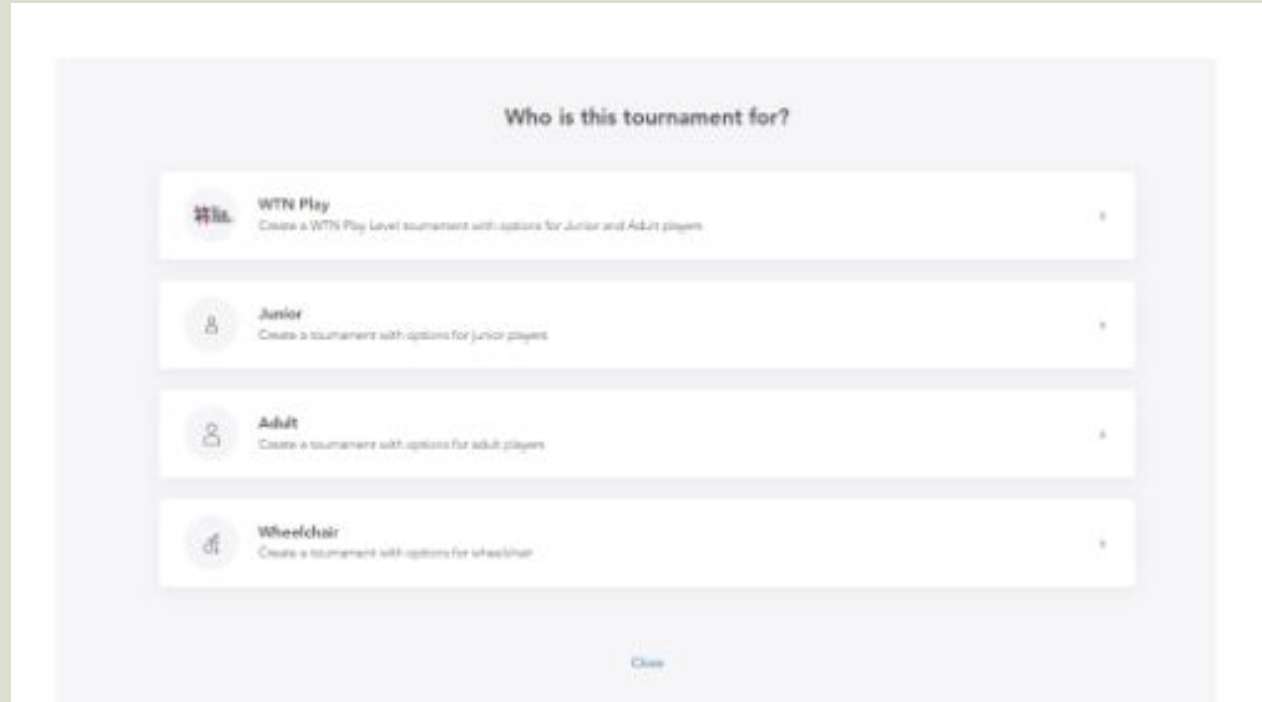 Who is this tournament for?
WTN Play
Create a WTN Play Level tournament with options for Junior and Adult players
Junior
Create a tournament with options for junior players
Adult
Create a tournament with options for adult players
Wheelchair
Create a tournament with options for wheelchair
Close